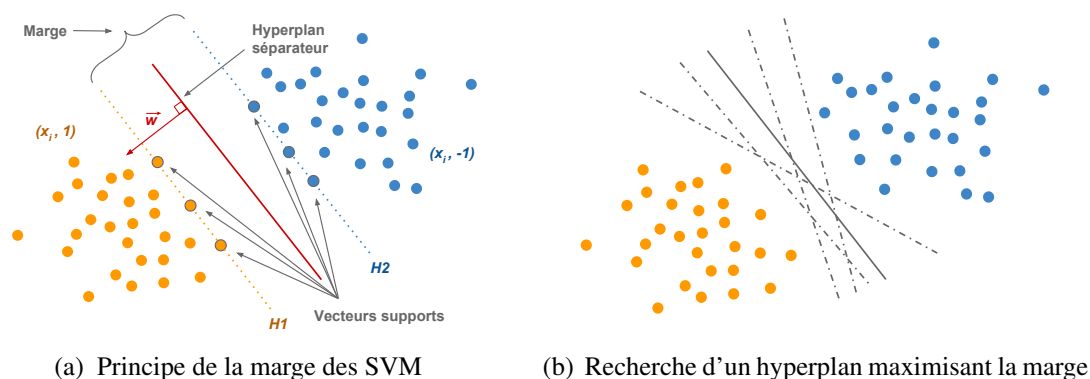 Marge
Hyperplan
séparateur
w
(xi, 1)
(xi, -1)
H2
H1
Vecteurs supports
(a) Principe de la marge des SVM
(b) Recherche d'un hyperplan maximisant la marge